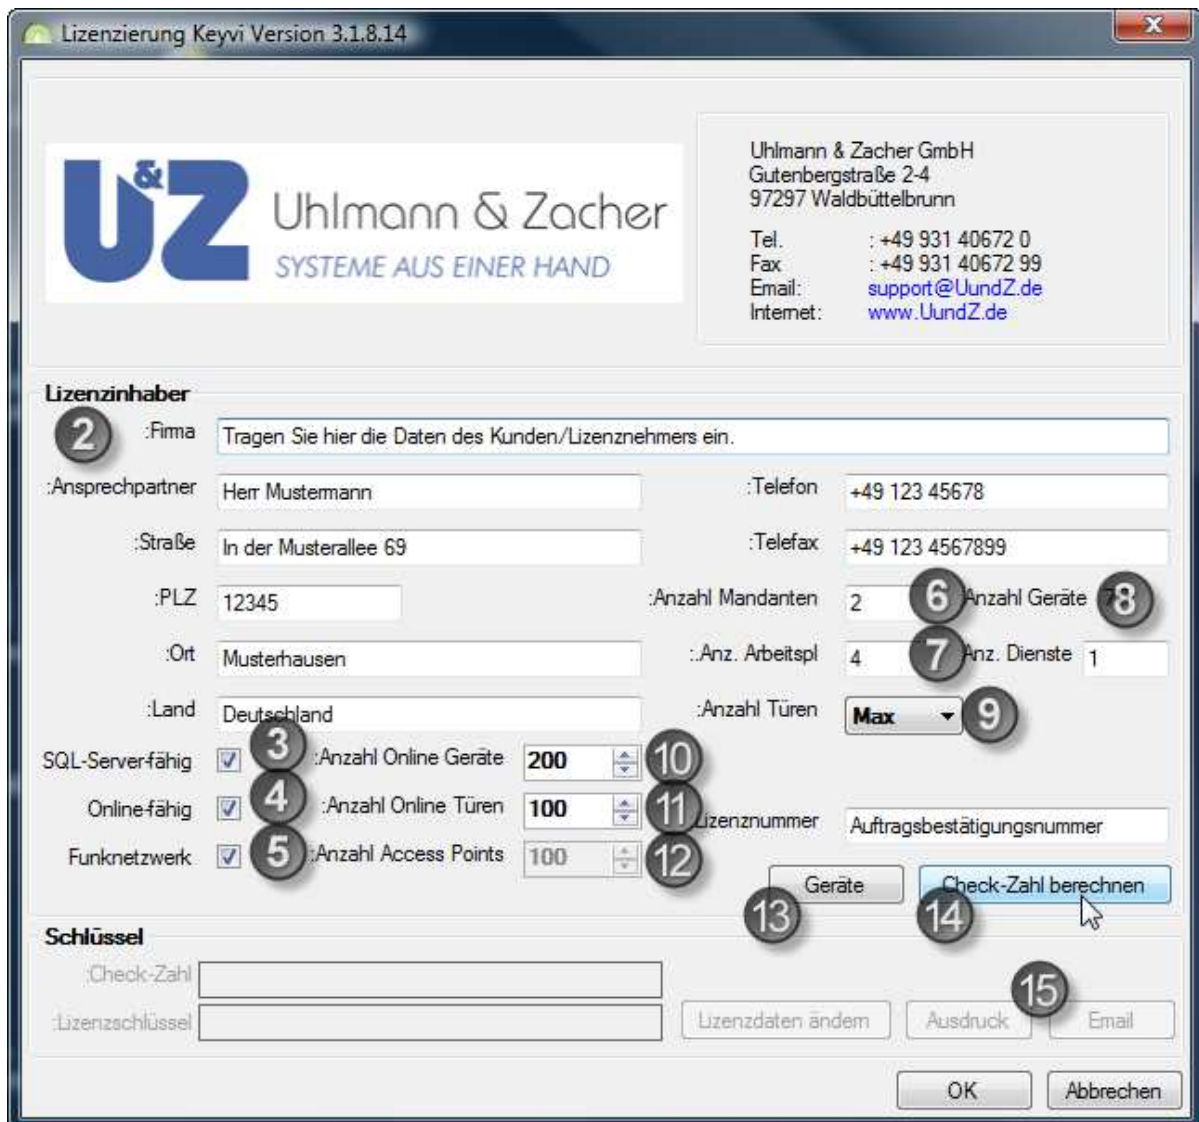 Lizenzierung Keyvi Version 3.1.8.14
U&Z
Uhlmann & Zacher
SYSTEME AUS EINER HAND
Uhlmann & Zacher GmbH
Gutenbergstraße 2-4
97297 Waldbüttelbrunn
Tel. : +49 931 40672 0
Fax : +49 931 40672 99
Email: support@UundZ.de
Internet: www.UundZ.de
Lizenzinhaber
2 :Firma Tragen Sie hier die Daten des Kunden/Lizenznehmers ein.
:Ansprechpartner Herr Mustermann :Telefon +49 123 45678
:Straße In der Musterallee 69 :Telefax +49 123 4567899
:PLZ 12345 :Anzahl Mandanten 2 6 Anzahl Geräte 8
:Ort Musterhausen :.Anz. Arbeitspl 4 7 Anz. Dienste 1
:Land Deutschland :Anzahl Türen Max 9
SQL-Server-fähig 3 :Anzahl Online Geräte 200 10
Online-fähig 4 :Anzahl Online Türen 100 11 Lizenznummer Auftragsbestätigungsnummer
Funknetzwerk 5 :Anzahl Access Points 100 12
Geräte Check-Zahl berechnen
13 14
Schlüssel
:Check-Zahl
15
:Lizenzschlüssel Lizenzdaten ändern Ausdruck Email
OK Abbrechen